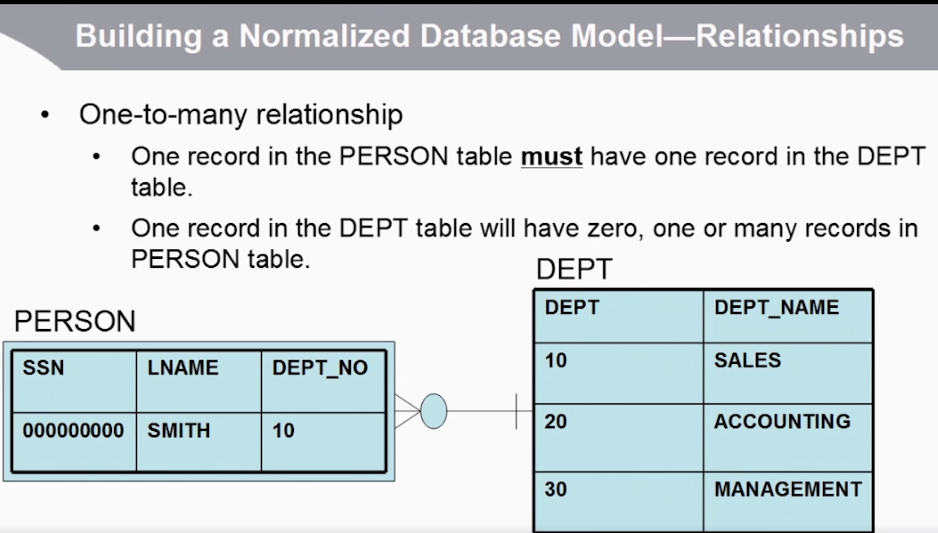 Building a Normalized Database Model—Relationships
• One-to-many relationship
• One record in the PERSON table must have one record in the DEPT
table.
• One record in the DEPT table will have zero, one or many records in
PERSON table.
PERSON
SSN LNAME DEPT_NO
000000000 SMITH 10
DEPT
DEPT DEPT_NAME
10 SALES
20 ACCOUNTING
30 MANAGEMENT